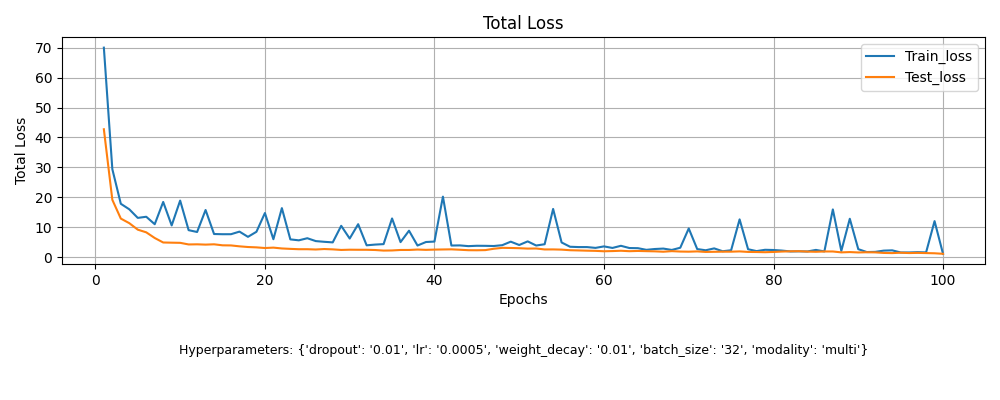 Total Loss
Total Loss
70
60
50
40
30
20
10
0
Train_loss
Test_loss
0 20 40 60 80 100
Epochs
Hyperparameters: {'dropout': '0.01', 'lr': '0.0005', 'weight_decay': '0.01', 'batch_size': '32', 'modality': 'multi'}